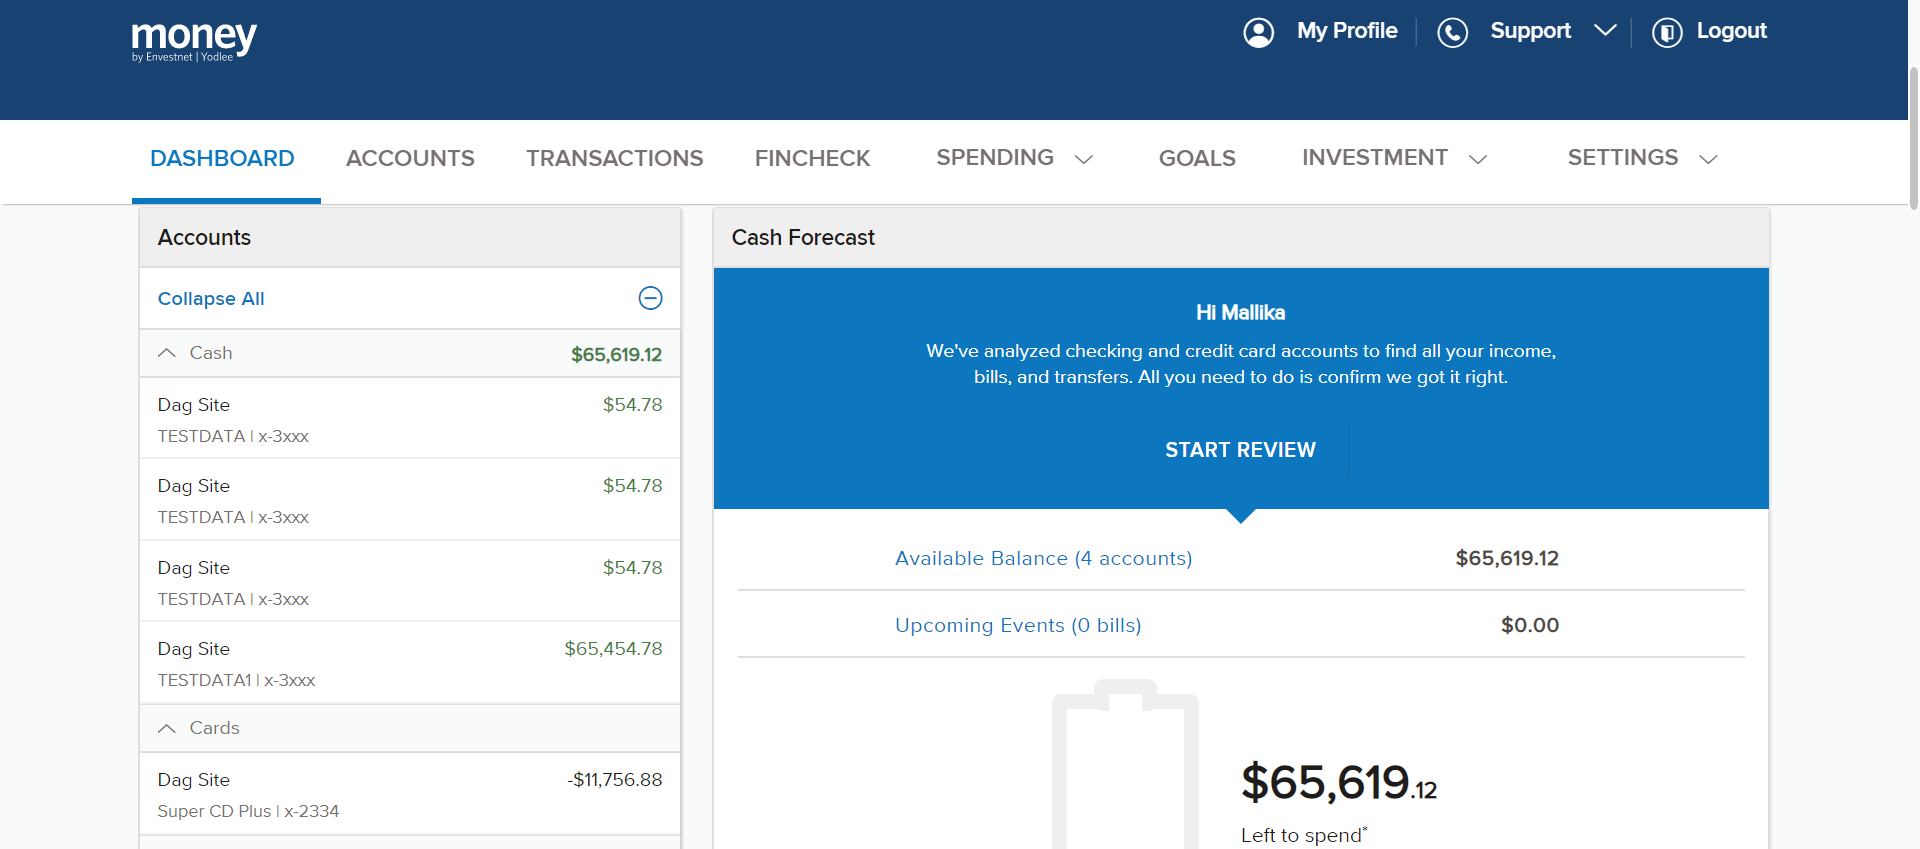 money
by Envestnet | Yodlee
My Profile
Support
Logout
DASHBOARD
ACCOUNTS
TRANSACTIONS
FINCHECK
SPENDING
GOALS
INVESTMENT
SETTINGS
Accounts
Collapse All
Cash $65,619.12
Dag Site $54.78
TESTDATA | x-3xxx
Dag Site $54.78
TESTDATA | x-3xxx
Dag Site $54.78
TESTDATA | x-3xxx
Dag Site $65,454.78
TESTDATA1 | x-3xxx
Cards
Dag Site -$11,756.88
Super CD Plus | x-2334
Cash Forecast
Hi Mallika
We've analyzed checking and credit card accounts to find all your income,
bills, and transfers. All you need to do is confirm we got it right.
START REVIEW
Available Balance (4 accounts) $65,619.12
Upcoming Events (0 bills) $0.00
$65,619.12
Left to spend*